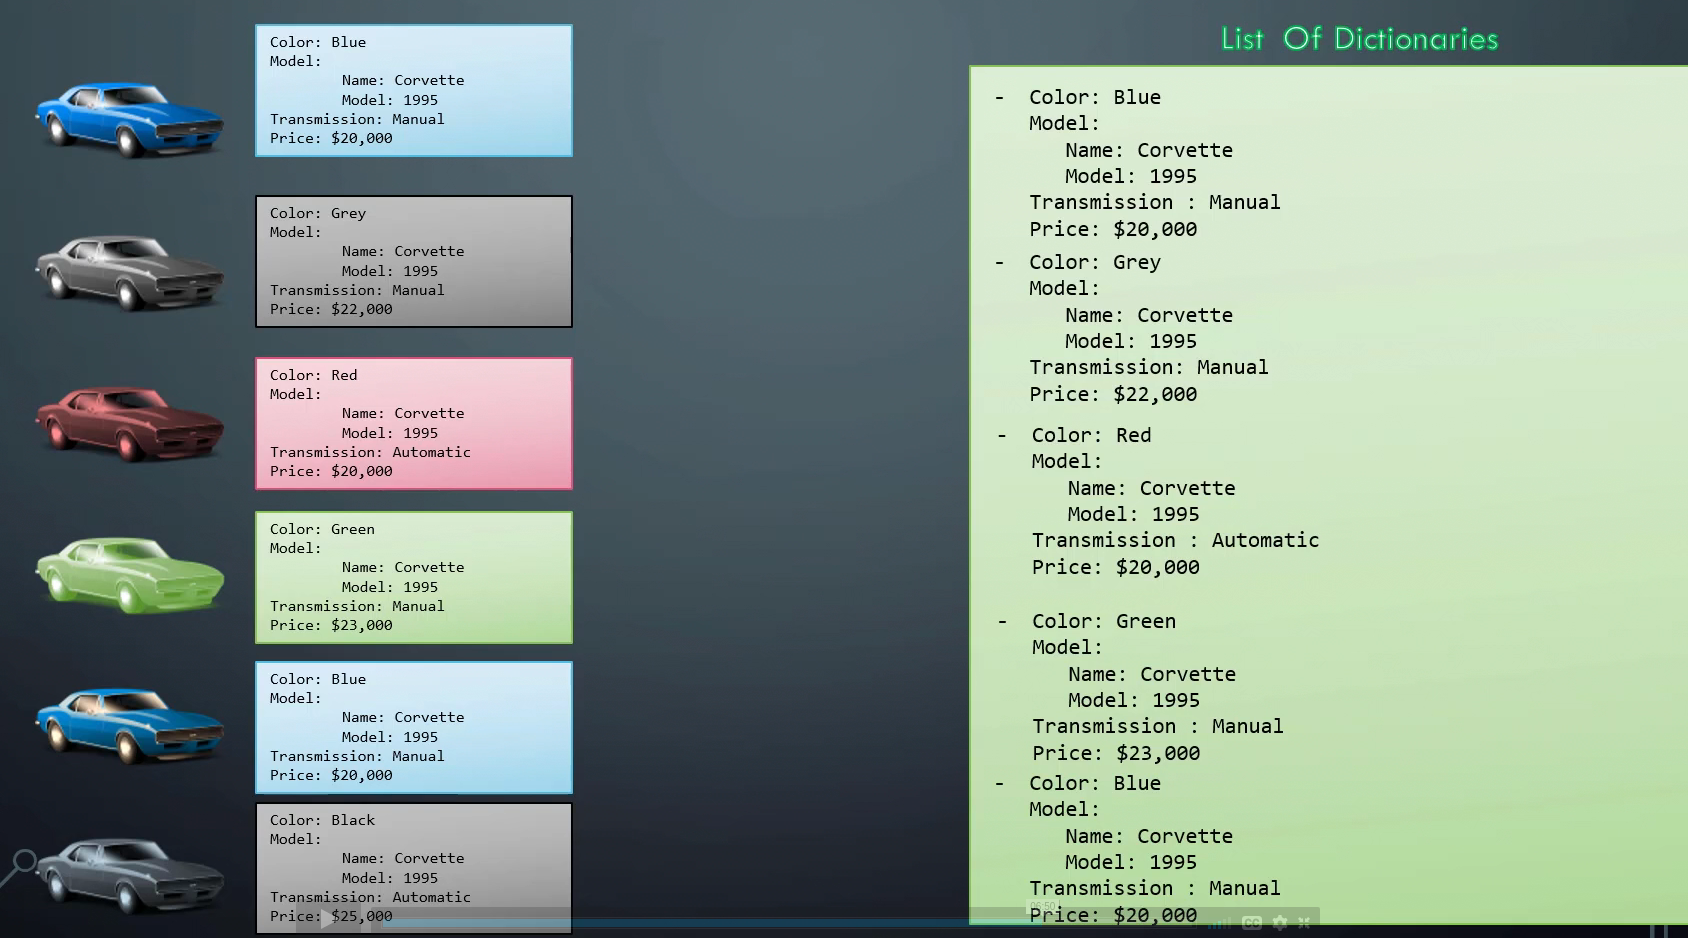 Color: Blue
Model:
Name: Corvette
Model: 1995
Transmission: Manual
Price: $20,000
Color: Grey
Model:
Name: Corvette
Model: 1995
Transmission: Manual
Price: $22,000
Color: Red
Model:
Name: Corvette
Model: 1995
Transmission: Automatic
Price: $20,000
Color: Green
Model:
Name: Corvette
Model: 1995
Transmission: Manual
Price: $23,000
Color: Blue
Model:
Name: Corvette
Model: 1995
Transmission: Manual
Price: $20,000
Color: Black
Model:
Name: Corvette
Model: 1995
Transmission: Automatic
Price: $25,000
List Of Dictionaries
- Color: Blue
Model:
Name: Corvette
Model: 1995
Transmission : Manual
Price: $20,000
- Color: Grey
Model:
Name: Corvette
Model: 1995
Transmission: Manual
Price: $22,000
- Color: Red
Model:
Name: Corvette
Model: 1995
Transmission : Automatic
Price: $20,000
- Color: Green
Model:
Name: Corvette
Model: 1995
Transmission : Manual
Price: $23,000
- Color: Blue
Model:
Name: Corvette
Model: 1995
Transmission : Manual
06:50
Price: $20,000
CC